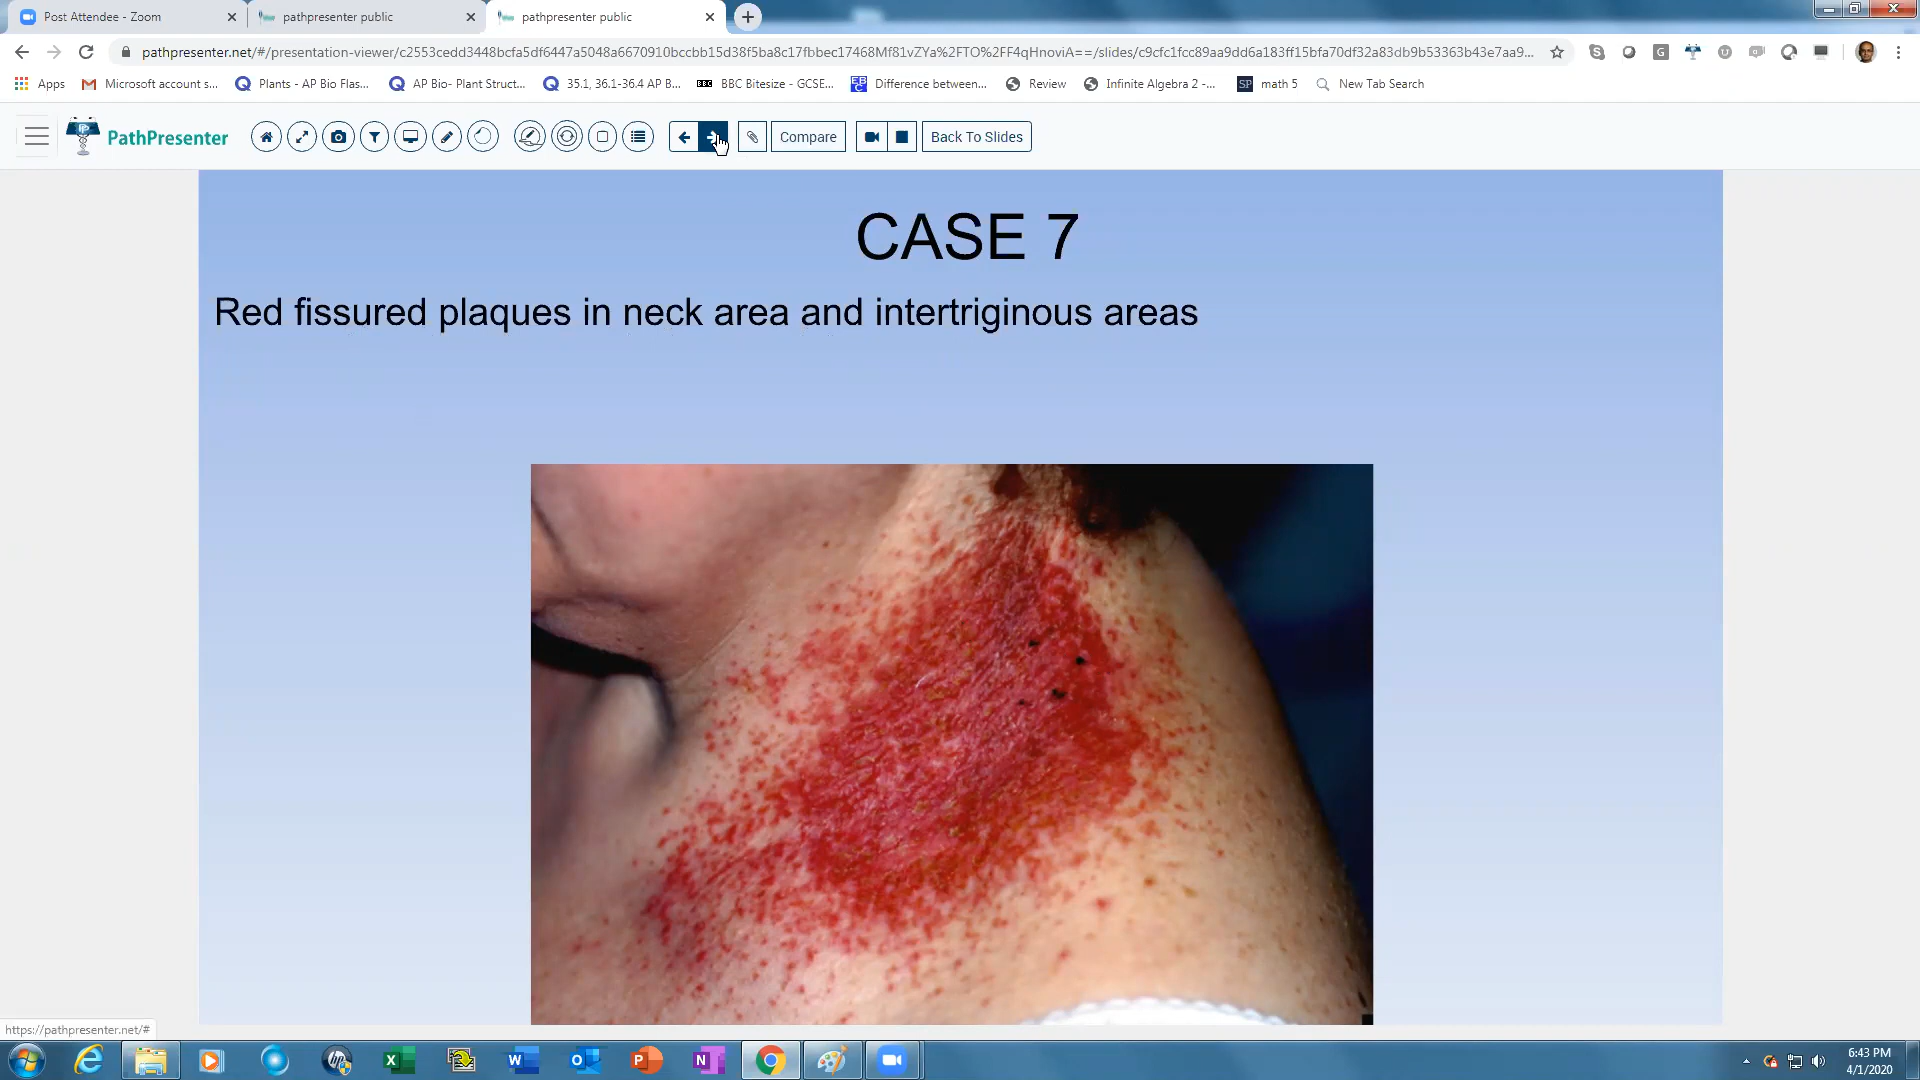 Post Attendee - Zoom
pathpresenter public
pathpresenter public
pathpresenter.net/#/presentation-viewer/c2553cedd3448bcfa5df6447a5048a6670910bccbb15d38f5ba8c17fbbec17468Mf81vZYa%2FTO%2FF4qHnoviA==/slides/c9cfc1fcc89aa9dd6a183ff15bfa70df32a83db9b53363b43e7aa9...
Apps
Microsoft account s...
Plants - AP Bio Flas...
AP Bio- Plant Struct...
35.1, 36.1-36.4 AP B...
BBC Bitesize - GCSE...
Difference between...
Review
Infinite Algebra 2 -...
math 5
New Tab Search
PathPresenter
Compare
Back To Slides
CASE 7
Red fissured plaques in neck area and intertriginous areas
https://pathpresenter.net/#
6:43 PM
4/1/2020